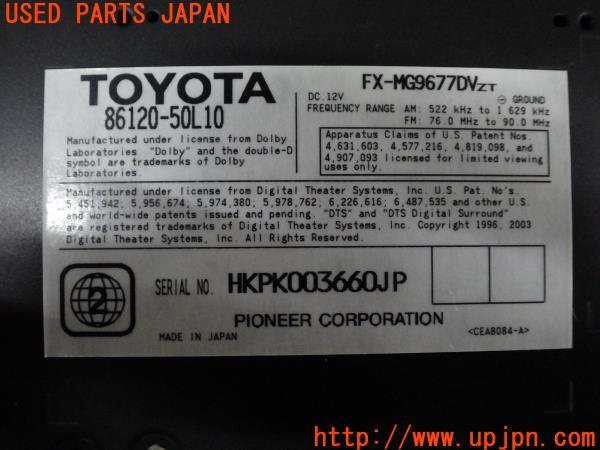 USED PARTS JAPAN
TOYOTA
86120-50L10
FX-MG9677DVZT
DC.12V ⊖ GROUND
FREQUENCY RANGE AM: 522 kHz to 1 629 kHz
FM: 76.0 MHz to 90.0 MHz
Manufactured under license from Dolby
Laboratories. "Dolby" and the double-D
symbol are trademarks of Dolby
Laboratories.
Apparatus Claims of U.S. Patent Nos.
4,631,603, 4,577,216, 4,819,098, and
4,907,093 licensed for limited viewing
uses only.
Manufactured under license from Digital Theater Systems, Inc. U.S. Pat. No's.
5,451,942; 5,956,674; 5,974,380; 5,978,762; 6,226,616; 6,487,535 and other U.S.
and world-wide patents issued and pending. "DTS" and "DTS Digital Surround"
are registered trademarks of Digital Theater Systems, Inc. Copyright 1996, 2003
Digital Theater Systems, Inc. All Rights Reserved.
2
SERIAL NO. HKPK003660JP
PIONEER CORPORATION
MADE IN JAPAN
<CEA8084-A>
UPJ http://www.upjpn.com